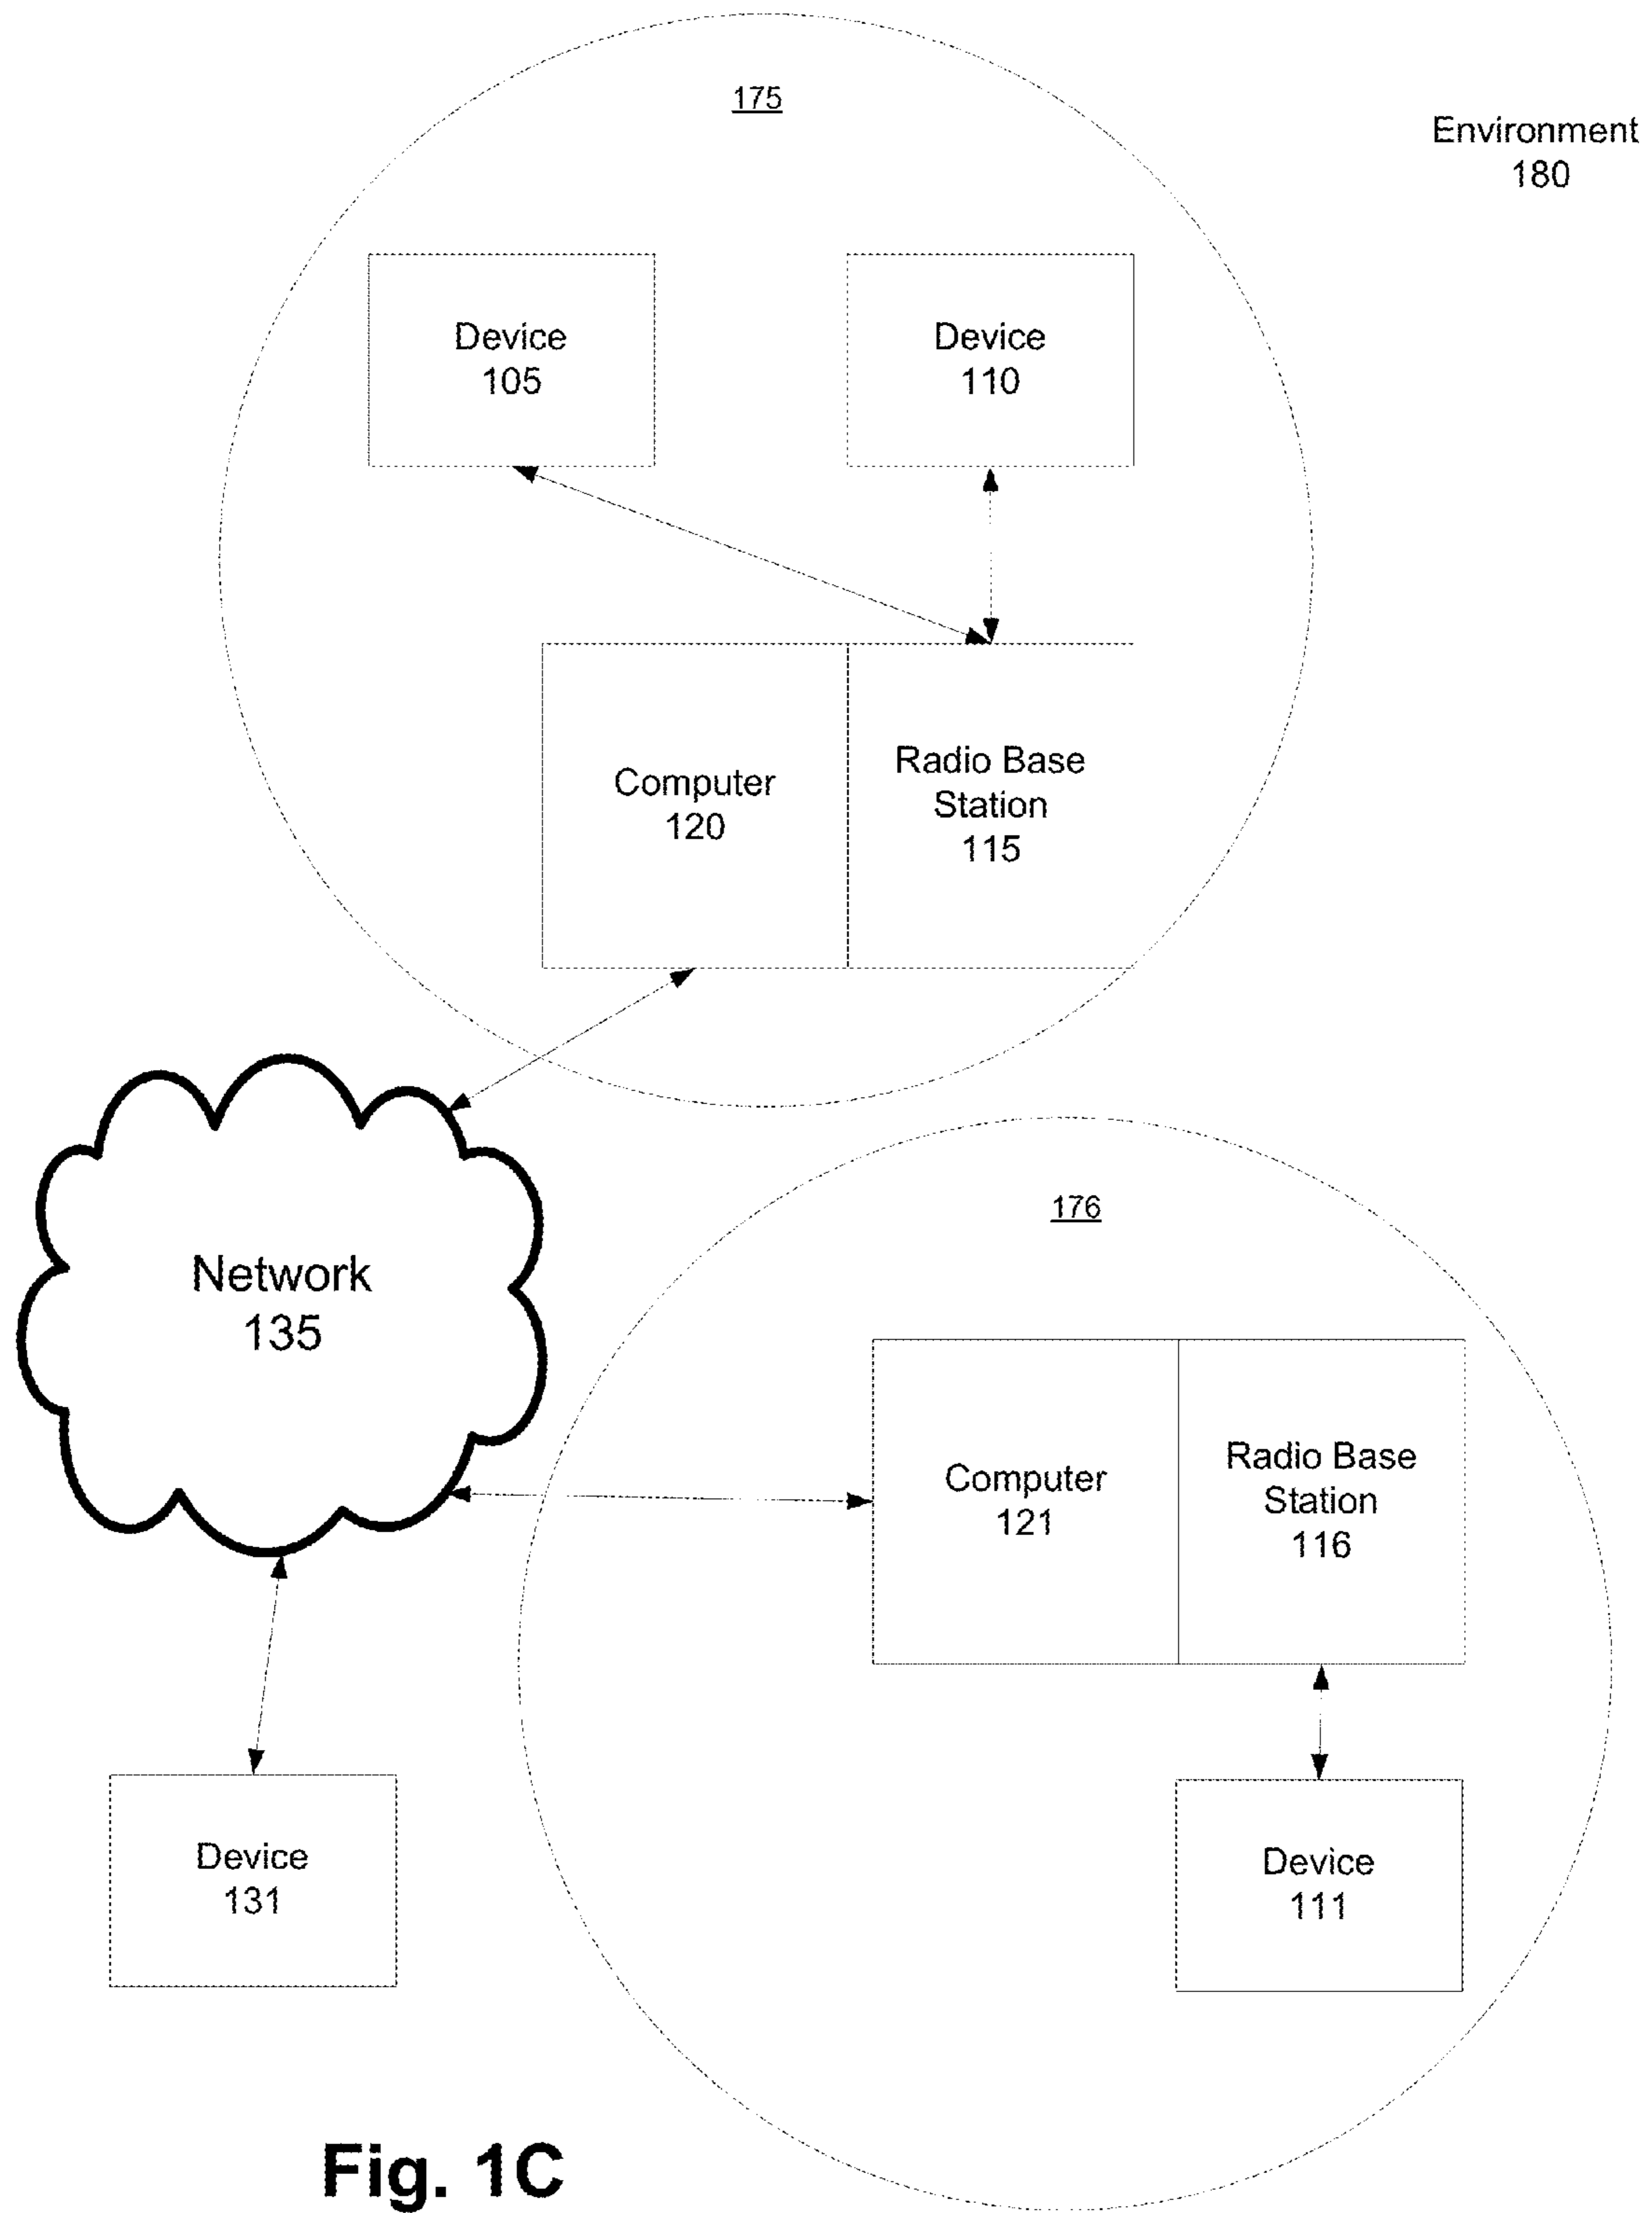 175
Environment
180
Device
105
Device
110
Computer
120
Radio Base
Station
115
Network
135
176
Computer
121
Radio Base
Station
116
Device
131
Device
111
Fig. 1C